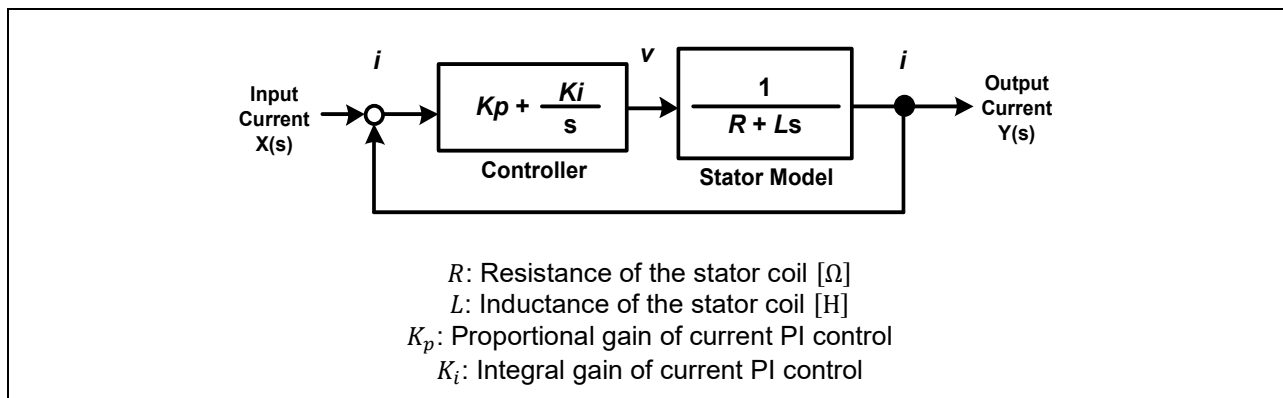 i
v
i
Input
Current
X(s)
Kp + Ki
s
1
R + Ls
Output
Current
Y(s)
Controller
Stator Model
R: Resistance of the stator coil [Ω]
L: Inductance of the stator coil [H]
Kp: Proportional gain of current PI control
Ki: Integral gain of current PI control